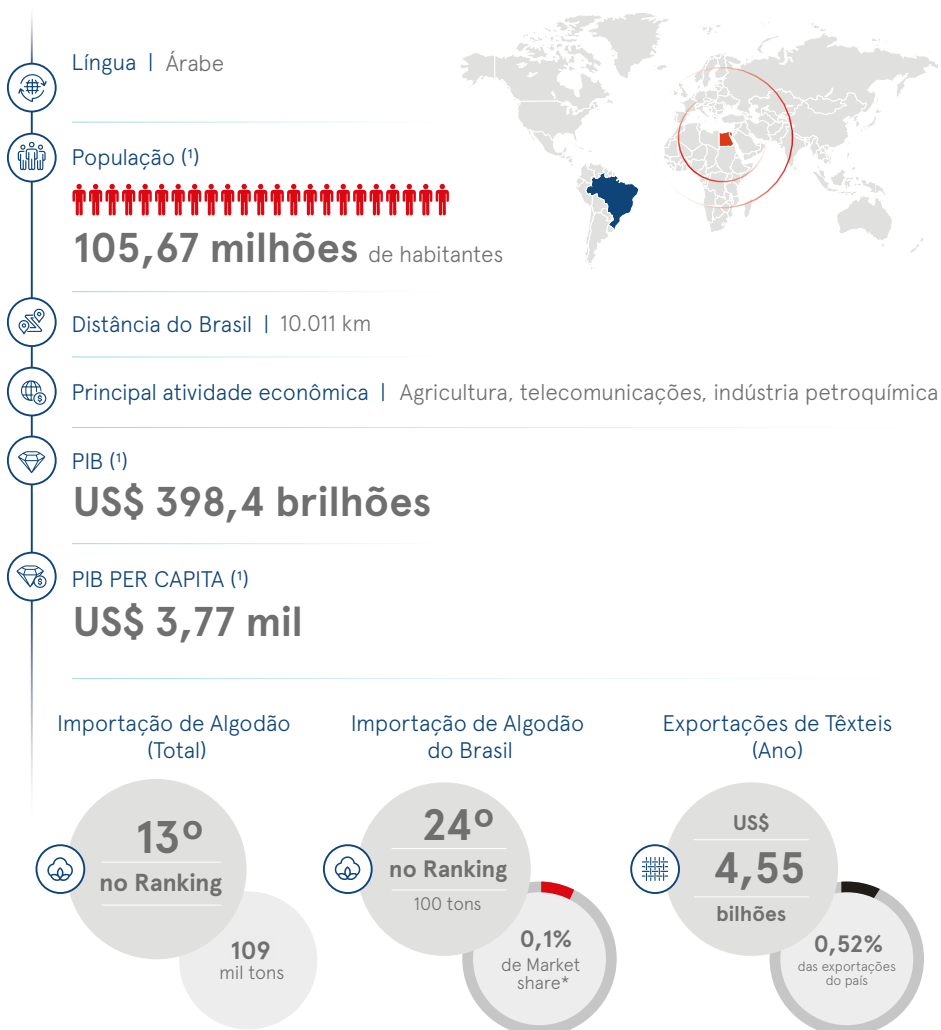 Língua | Árabe
População (¹)
105,67 milhões de habitantes
Distância do Brasil | 10.011 km
Principal atividade econômica | Agricultura, telecomunicações, indústria petroquímica
PIB (¹)
US$ 398,4 brilhões
PIB PER CAPITA (¹)
US$ 3,77 mil
Importação de Algodão
(Total)
13º
no Ranking
109
mil tons
Importação de Algodão
do Brasil
24º
no Ranking
100 tons
0,1%
de Market
share*
Exportações de Têxteis
(Ano)
US$
4,55
bilhões
0,52%
das exportações
do país